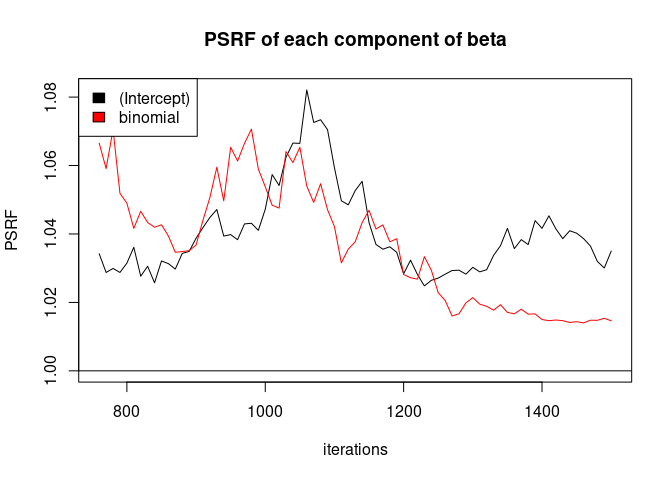 PSRF of each component of beta
(Intercept)
binomial
PSRF
1.08
1.06
1.04
1.02
1.00
800 1000 1200 1400
iterations